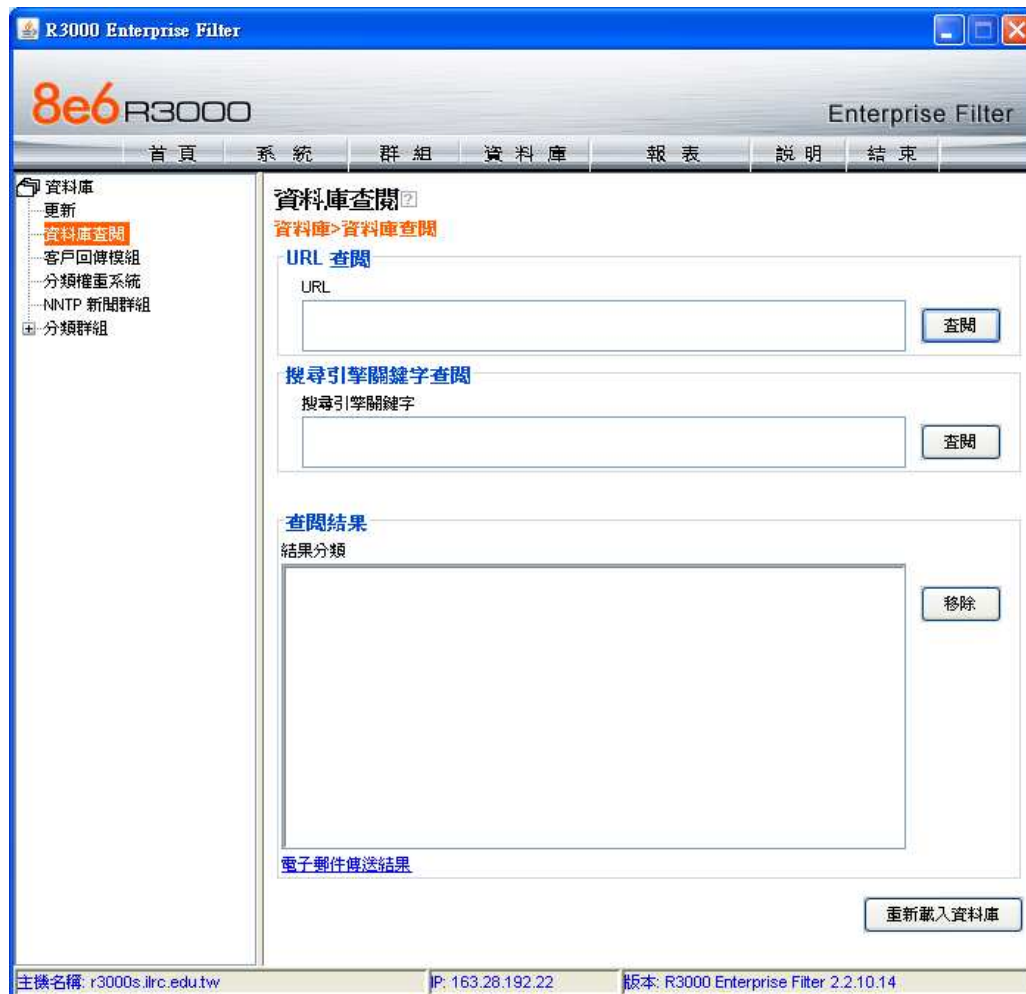 R3000 Enterprise Filter
8e6 R3000
Enterprise Filter
首頁 系統 群組 資料庫 報表 說明 結束
資料庫
更新
資料庫查閱
客戶回傳模組
分類權重系統
NNTP 新聞群組
分類群組
資料庫查閱
資料庫>資料庫查閱
URL 查閱
URL
查閱
搜尋引擎關鍵字查閱
搜尋引擎關鍵字
查閱
查閱結果
結果分類
移除
電子郵件傳送結果
重新載入資料庫
主機名稱: r3000s.ilrc.edu.tw IP: 163.28.192.22 版本: R3000 Enterprise Filter 2.2.10.14